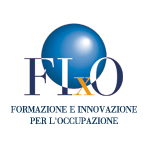 FIxO
FORMAZIONE E INNOVAZIONE
PER L'OCCUPAZIONE